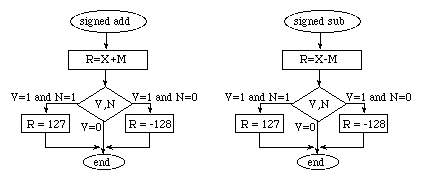 signed add
R=X+M
V=1 and N=1
V=1 and N=0
V,N
R = 127
V=0
R = -128
end
signed sub
R=X-M
V=1 and N=1
V=1 and N=0
V,N
R = 127
V=0
R = -128
end